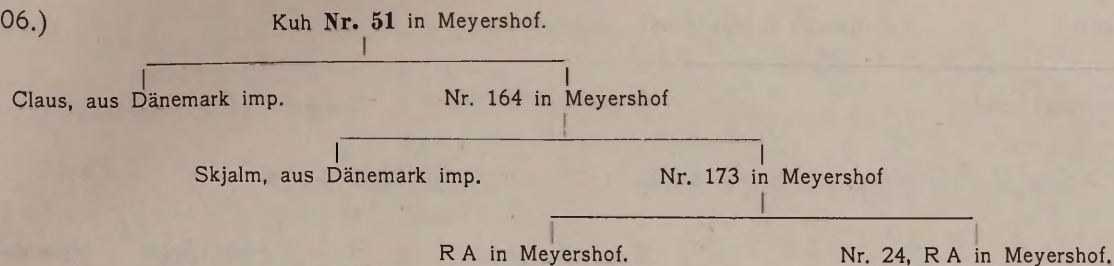 06.) Kuh Nr. 51 in Meyershof.
Claus, aus Dänemark imp. Nr. 164 in Meyershof
Skjalm, aus Dänemark imp. Nr. 173 in Meyershof
R A in Meyershof. Nr. 24, R A in Meyershof.